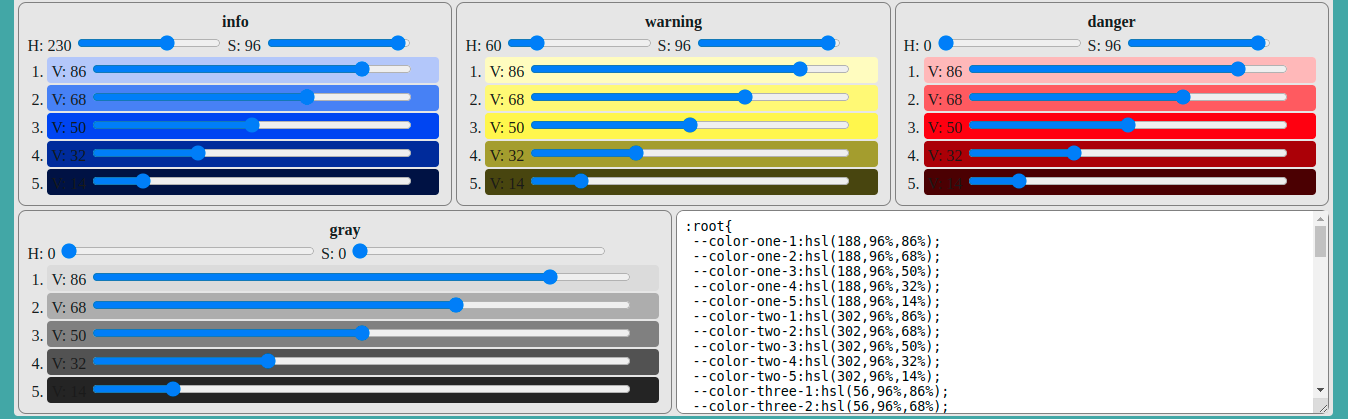 info
H: 230 S: 96
1. V: 86
2. V: 68
3. V: 50
4. V: 32
5. V: 14
warning
H: 60 S: 96
1. V: 86
2. V: 68
3. V: 50
4. V: 32
5. V: 14
danger
H: 0 S: 96
1. V: 86
2. V: 68
3. V: 50
4. V: 32
5.
gray
H: 0 S: 0
1. V: 86
2. V: 68
3. V: 50
4. V: 32
5. V: 14
:root{
--color-one-1:hsl(188,96%,86%);
--color-one-2:hsl(188,96%,68%);
--color-one-3:hsl(188,96%,50%);
--color-one-4:hsl(188,96%,32%);
--color-one-5:hsl(188,96%,14%);
--color-two-1:hsl(302,96%,86%);
--color-two-2:hsl(302,96%,68%);
--color-two-3:hsl(302,96%,50%);
--color-two-4:hsl(302,96%,32%);
--color-two-5:hsl(302,96%,14%);
--color-three-1:hsl(56,96%,86%);
--color-three-2:hsl(56,96%,68%);